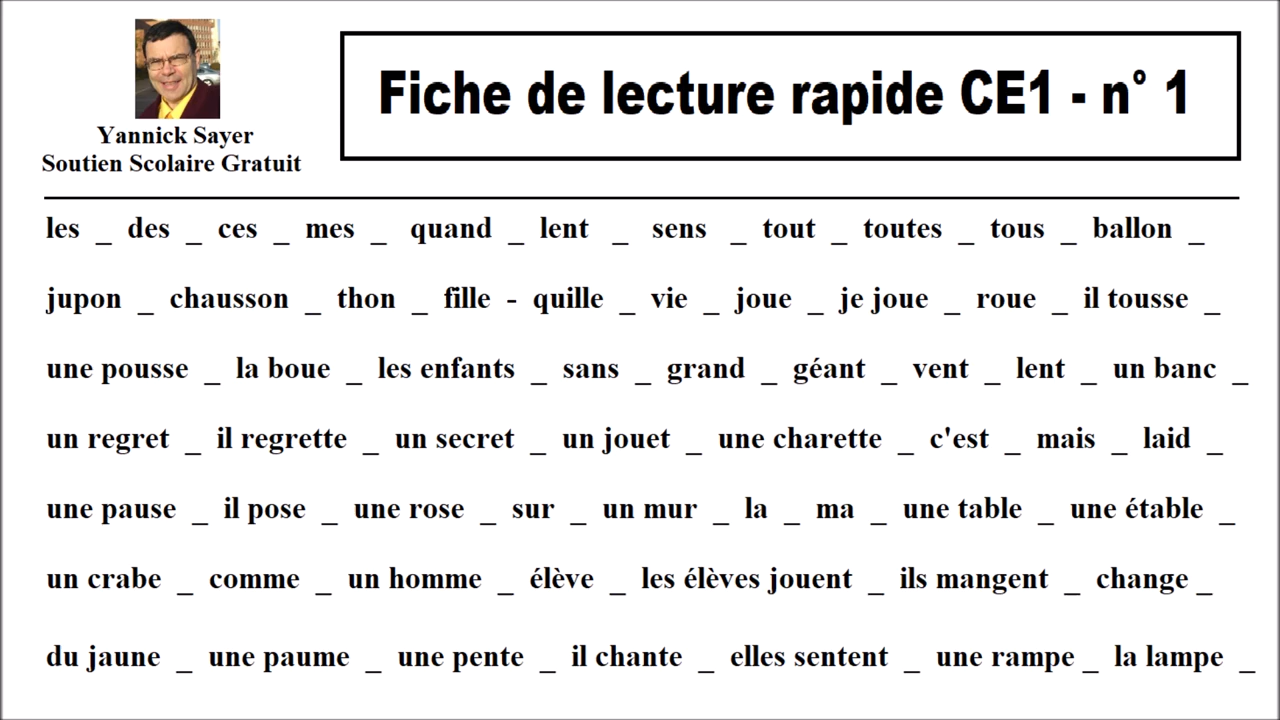 Yannick Sayer
Soutien Scolaire Gratuit
Fiche de lecture rapide CE1 - n° 1
les _ des _ ces _ mes _ quand _ lent _ sens _ tout _ toutes _ tous _ ballon _
jupon _ chausson _ thon _ fille - quille _ vie _ joue _ je joue _ roue _ il tousse _
une pousse _ la boue _ les enfants _ sans _ grand _ géant _ vent _ lent _ un banc _
un regret _ il regrette _ un secret _ un jouet _ une charette _ c'est _ mais _ laid _
une pause _ il pose _ une rose _ sur _ un mur _ la _ ma _ une table _ une étable _
un crabe _ comme _ un homme _ élève _ les élèves jouent _ ils mangent _ change _
du jaune _ une paume _ une pente _ il chante _ elles sentent _ une rampe _ la lampe _